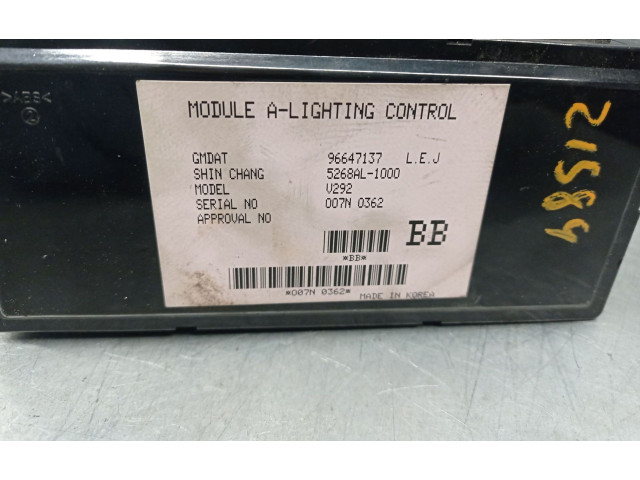 >ABS<
MODULE A-LIGHTING CONTROL
GMDAT 96647137 L.E.J
SHIN CHANG 5268AL-1000
MODEL V292
SERIAL NO 007N 0362
APPROVAL NO
BB
*BB*
*007N 0362*
MADE IN KOREA